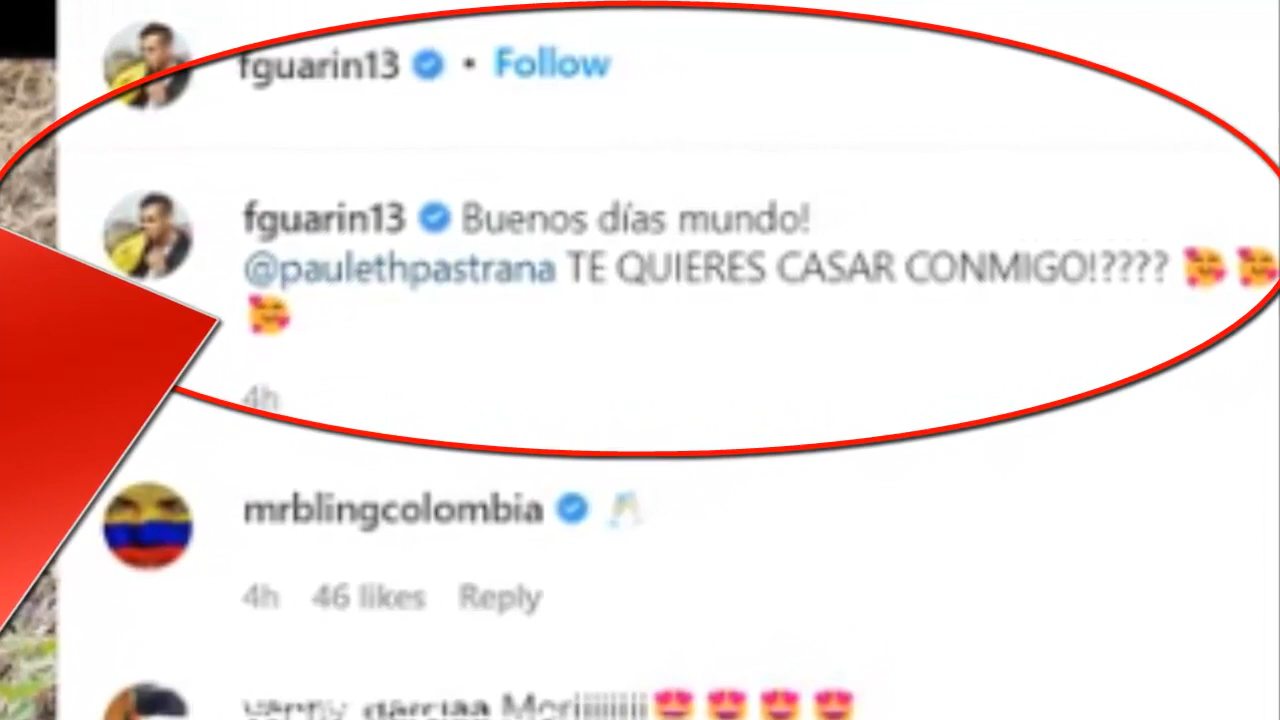 fguarin13 • Follow
fguarin13 Buenos días mundo!
@paulethpastrana TE QUIERES CASAR CONMIGO!???? 🥰 🥰
🥰
4h
mrblingcolombia 🥂
4h 46 likes Reply
😍 😍 😍 😍